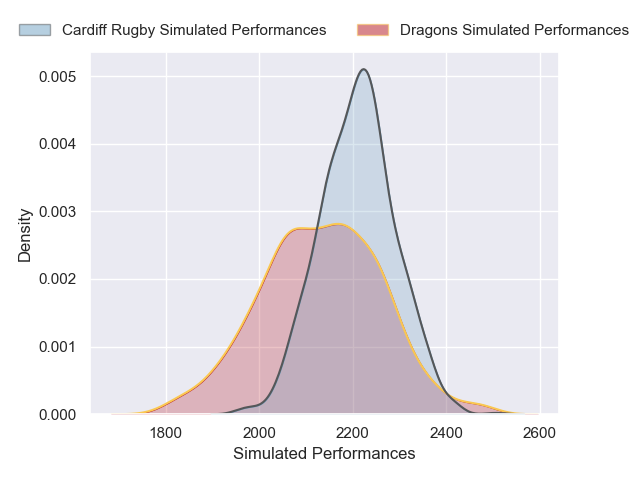 Cardiff Rugby Simulated Performances
Dragons Simulated Performances
0.005
0.004
0.003
0.002
0.001
0.000
Density
1800
2000
2200
2400
2600
Simulated Performances